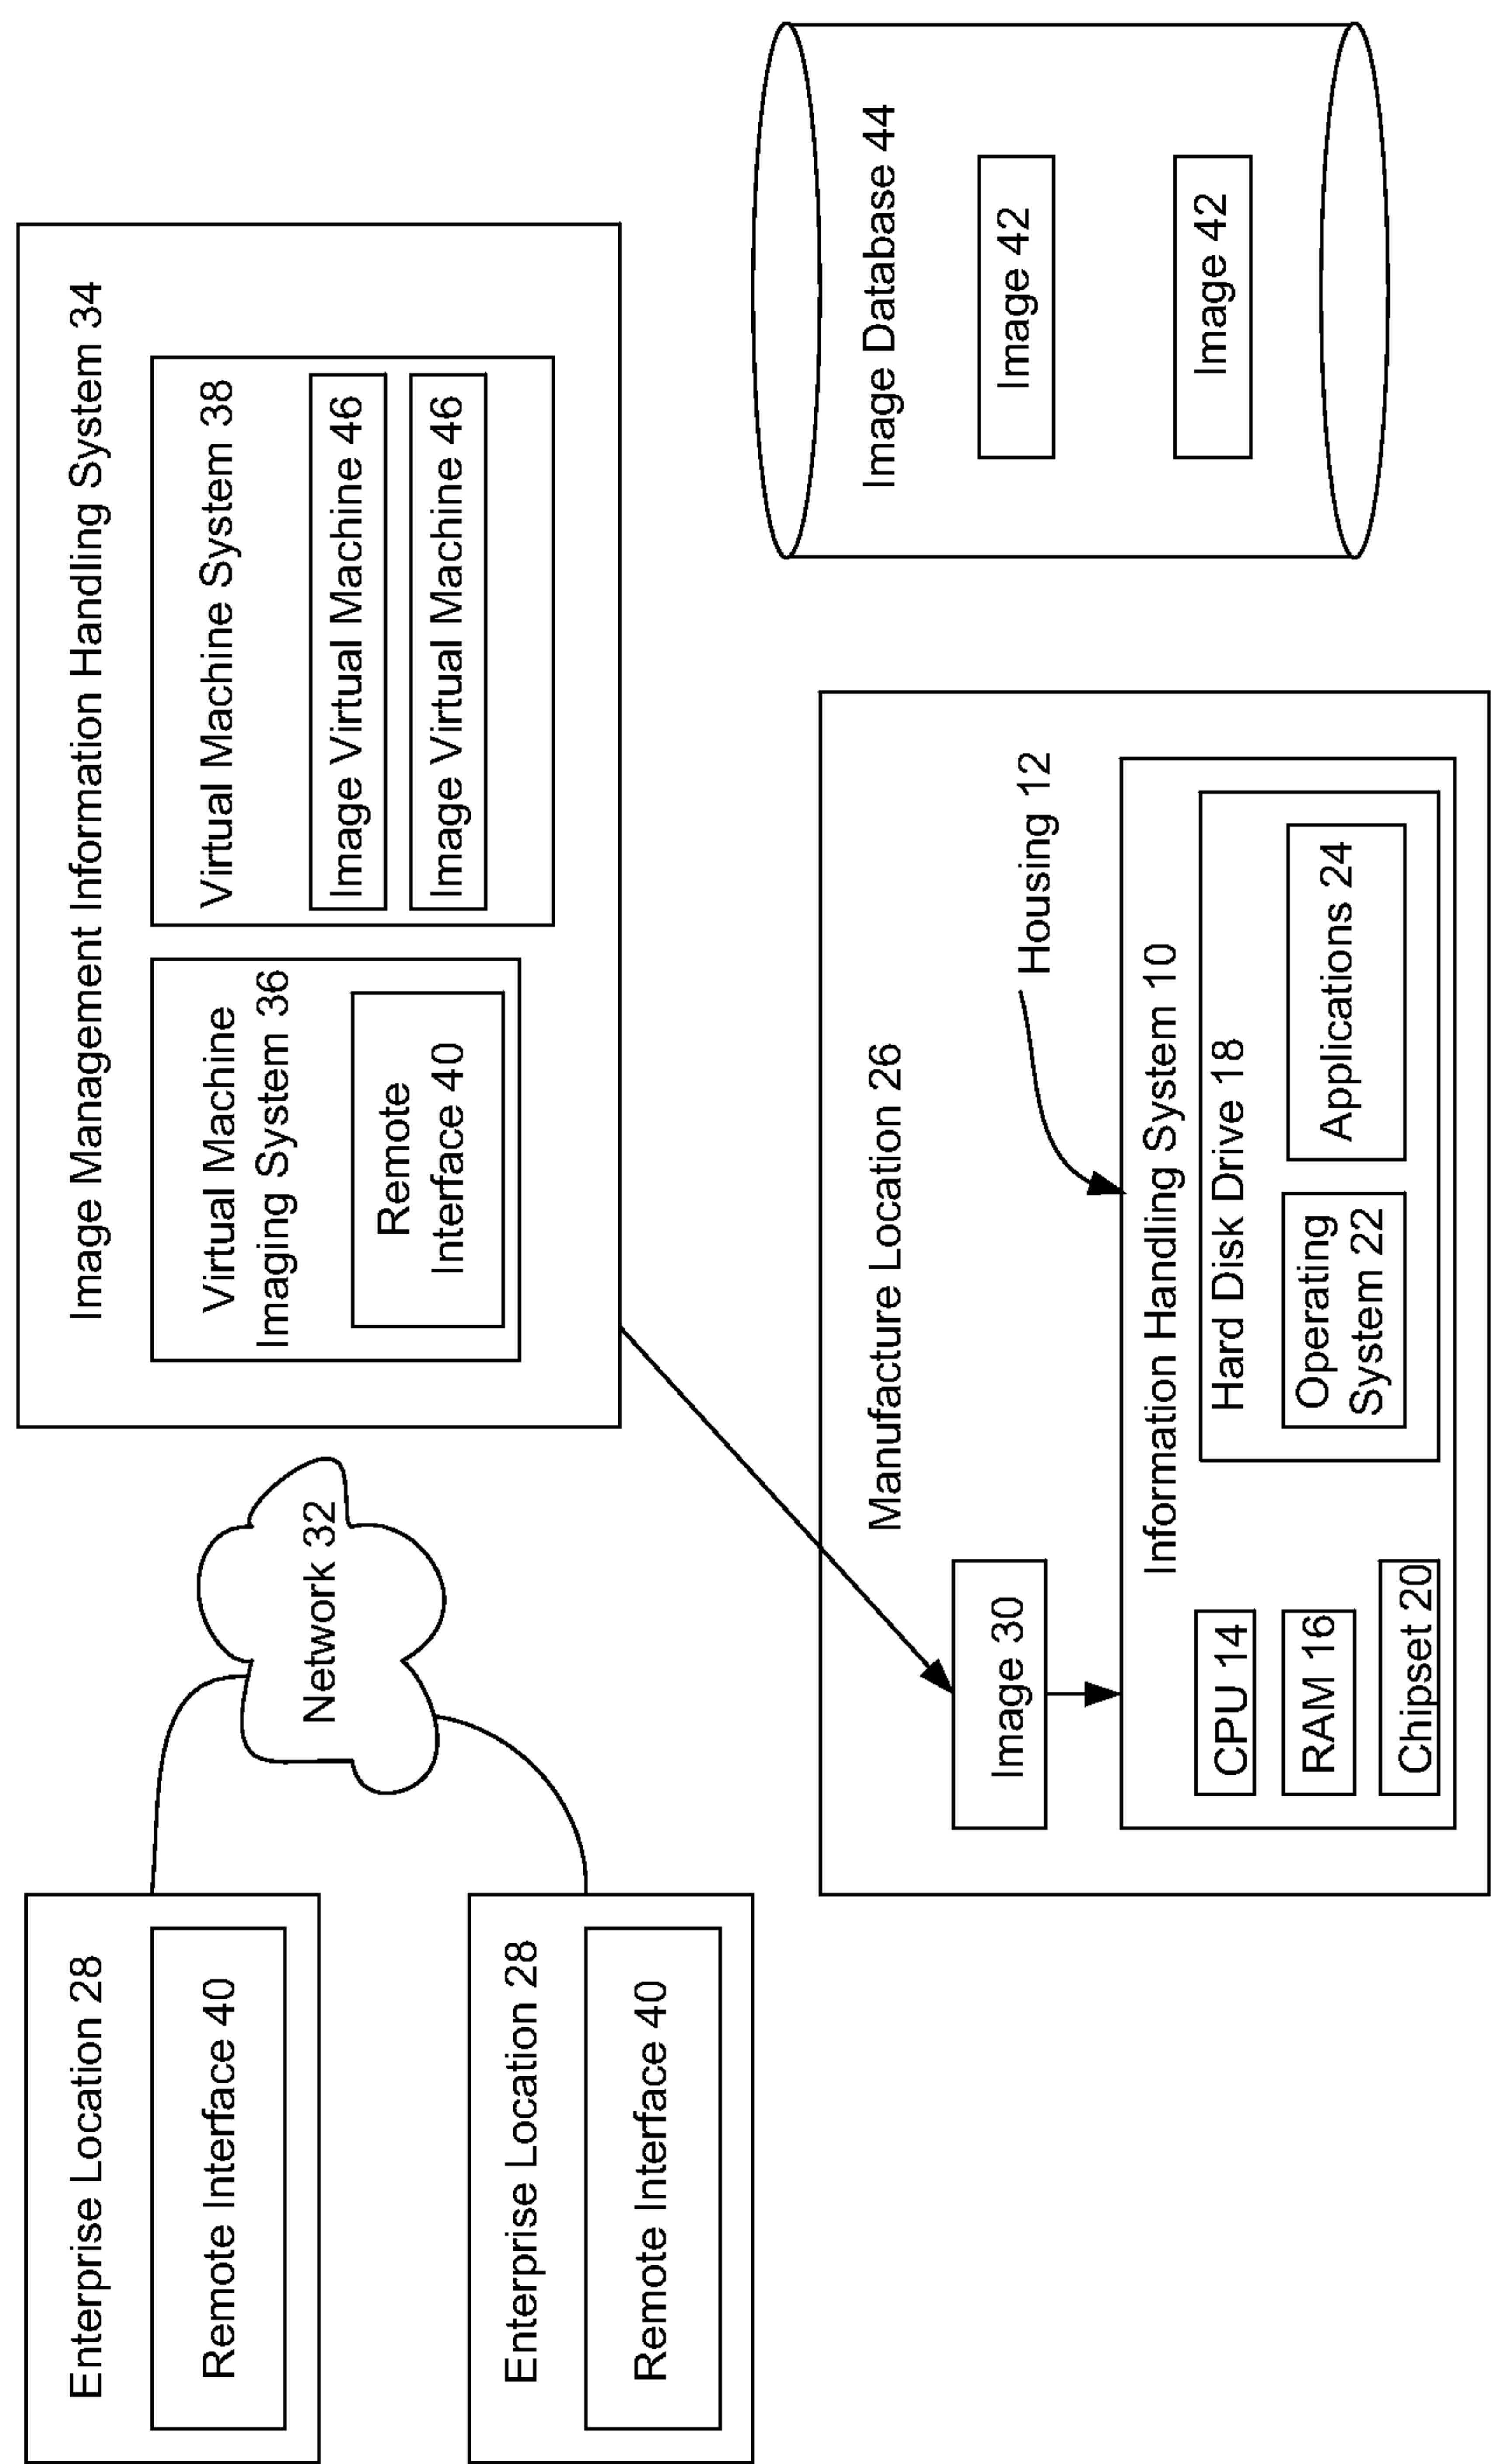 Enterprise Location 28
Remote Interface 40
Enterprise Location 28
Remote Interface 40
Network 32
Image Management Information Handling System 34
Virtual Machine
Imaging System 36
Remote
Interface 40
Virtual Machine System 38
Image Virtual Machine 46
Image Virtual Machine 46
Manufacture Location 26
Image 30
Housing 12
Information Handling System 10
CPU 14
RAM 16
Chipset 20
Hard Disk Drive 18
Operating
System 22
Applications 24
Image Database 44
Image 42
Image 42